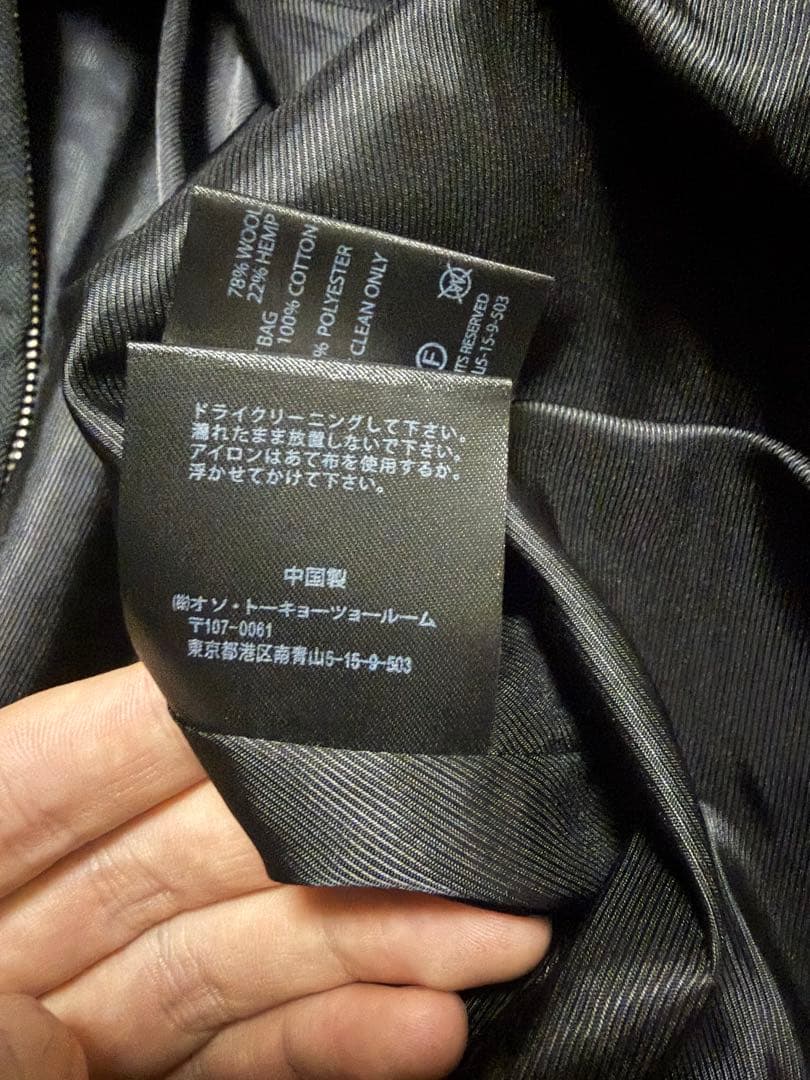 78% WOOL
22% HEMP
BAG
100% COTTON
% POLYESTER
CLEAN ONLY
F
TS RESERVED
5-15-9-503
ドライクリーニングして下さい。
濡れたまま放置しないで下さい。
アイロンはあて布を使用するか。
浮かせてかけて下さい。
中国製
㈱オソ・トーキョーツョールーム
〒107-0061
東京都港区南青山5-15-9-503